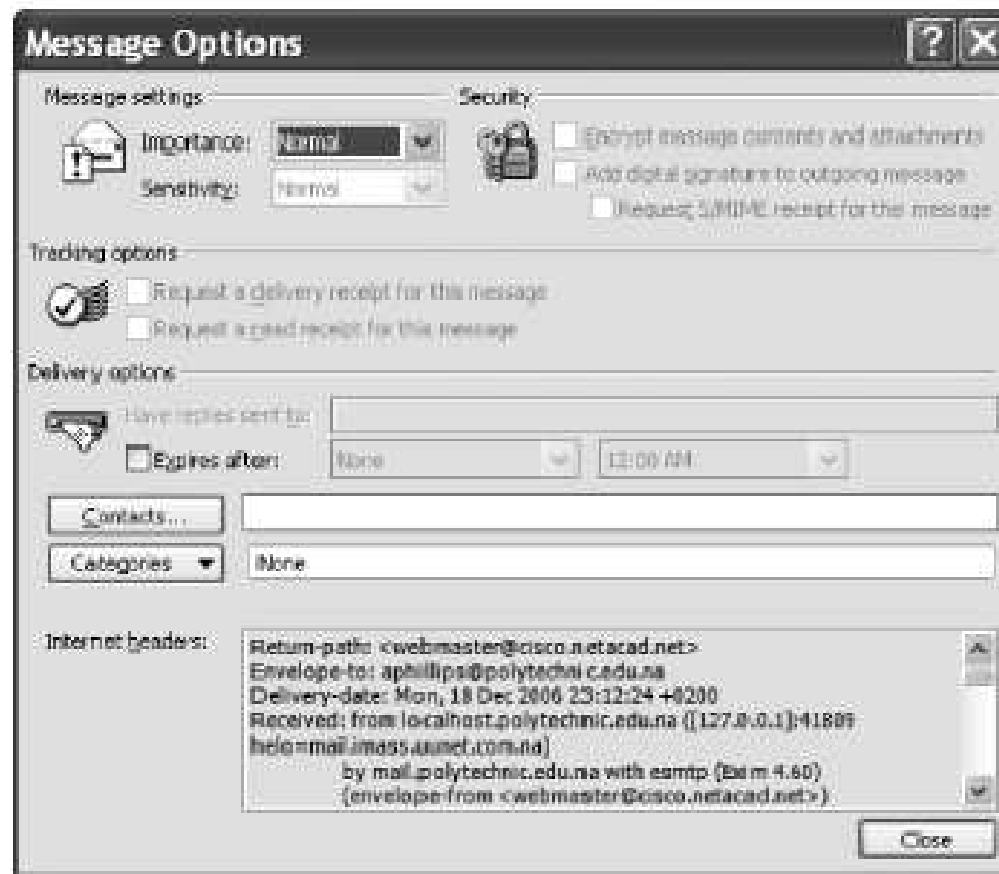 Message Options
Message settings
Importance: Normal
Sensitivity: Normal
Security
Encrypt message contents and attachments
Add digital signature to outgoing message
Request S/MIME receipt for this message
Tracking options
Request a delivery receipt for this message
Request a read receipt for this message
Delivery options
Have replies sent to:
Expires after: None 12:00 AM
Contacts...
Categories None
Internet headers:
Return-path: <webmaster@cisco.netacad.net>
Envelope-to: aphillips@polytechnic.edu.na
Delivery-date: Mon, 18 Dec 2006 23:12:24 +0200
Received: from localhost.polytechnic.edu.na ([127.0.0.1]:41809
helo=mail.imass.uunet.com.na)
by mail.polytechnic.edu.na with esmtp (Exim 4.60)
(envelope-from <webmaster@cisco.netacad.net>)
Close